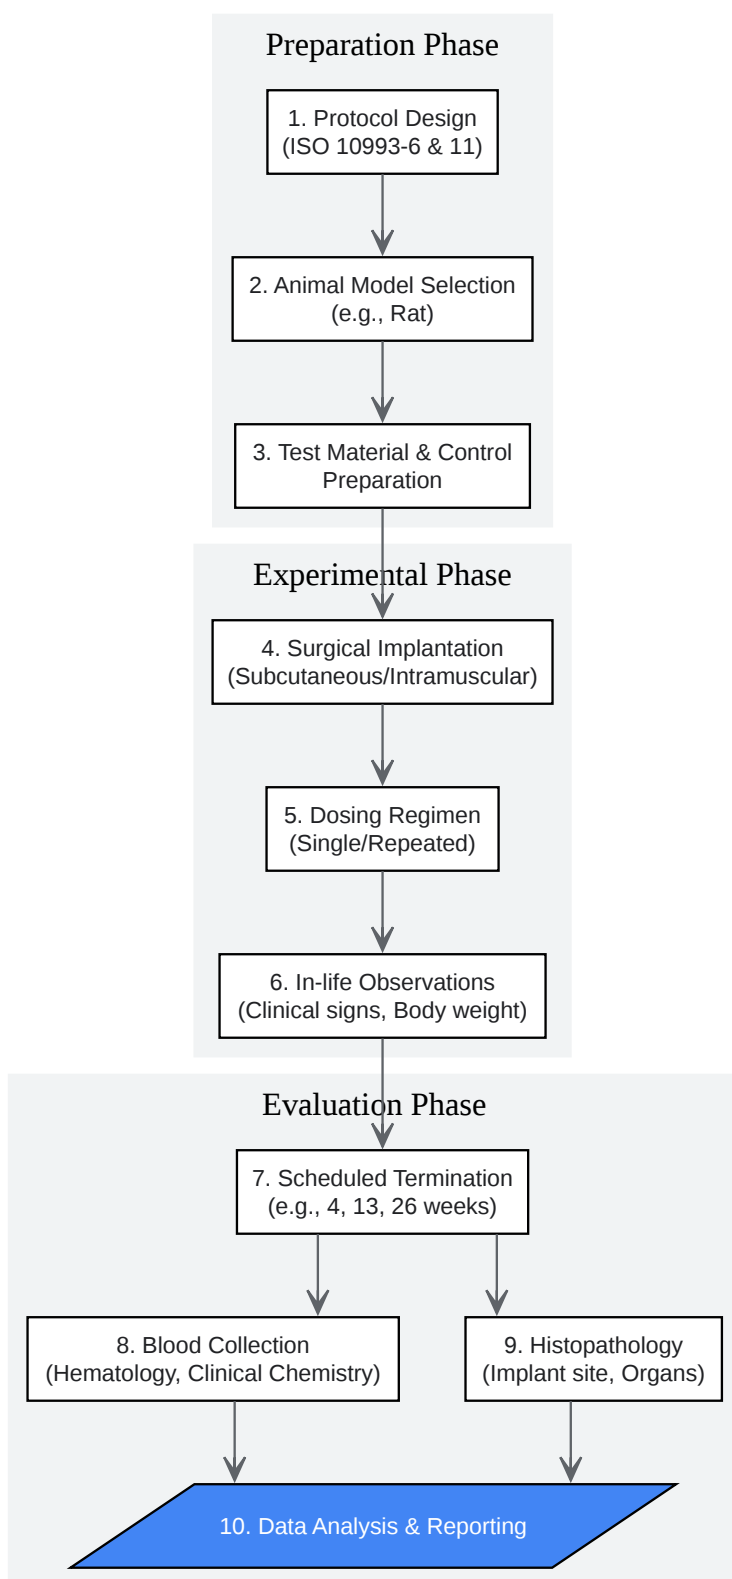 Preparation Phase
1. Protocol Design
(ISO 10993-6 & 11)
2. Animal Model Selection
(e.g., Rat)
3. Test Material & Control
Preparation
Experimental Phase
4. Surgical Implantation
(Subcutaneous/Intramuscular)
5. Dosing Regimen
(Single/Repeated)
6. In-life Observations
(Clinical signs, Body weight)
Evaluation Phase
7. Scheduled Termination
(e.g., 4, 13, 26 weeks)
8. Blood Collection
(Hematology, Clinical Chemistry)
9. Histopathology
(Implant site, Organs)
10. Data Analysis & Reporting